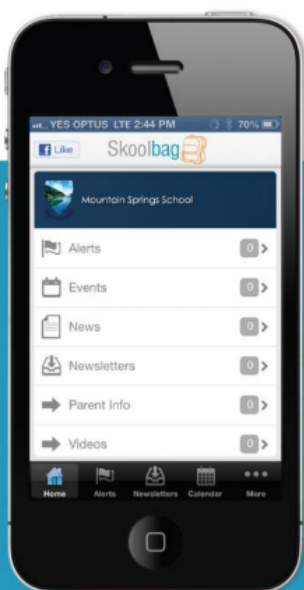 YES OPTUS LTE 2:44 PM 70%
f Like Skoolbag
Mountain Springs School
Alerts 0
Events 0
News 0
Newsletters 0
Parent Info 0
Videos 0
Home Alerts Newsletters Calendar More